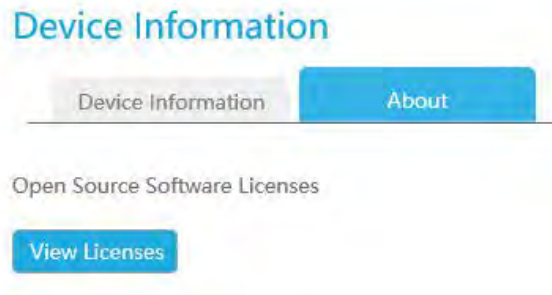 Device Information
Device Information
About
Open Source Software Licenses
View Licenses